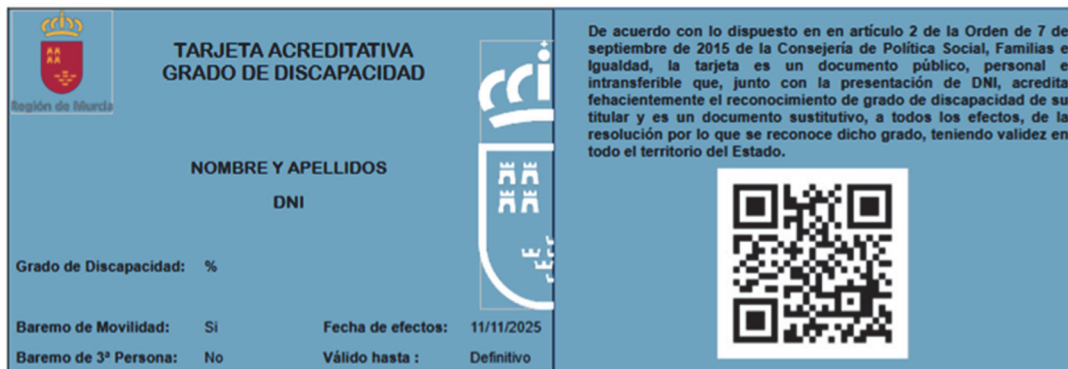 Región de Murcia
TARJETA ACREDITATIVA
GRADO DE DISCAPACIDAD
NOMBRE Y APELLIDOS
DNI
Grado de Discapacidad: %
Baremo de Movilidad: Si Fecha de efectos: 11/11/2025
Baremo de 3ª Persona: No Válido hasta : Definitivo
De acuerdo con lo dispuesto en en artículo 2 de la Orden de 7 de
septiembre de 2015 de la Consejería de Política Social, Familias e
Igualdad, la tarjeta es un documento público, personal e
intransferible que, junto con la presentación de DNI, acredita
fehacientemente el reconocimiento de grado de discapacidad de su
titular y es un documento sustitutivo, a todos los efectos, de la
resolución por lo que se reconoce dicho grado, teniendo validez en
todo el territorio del Estado.